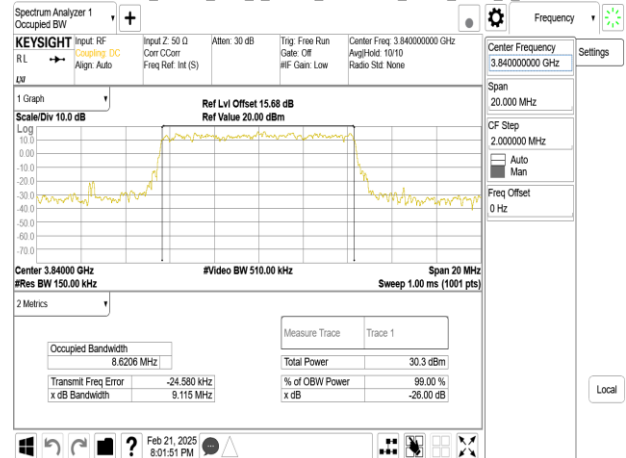 Spectrum Analyzer 1
Occupied BW
Frequency
KEYSIGHT
RL
Input: RF
Coupling: DC
Align: Auto
Input Z: 50 Ω
Corr CCorr
Freq Ref: Int (S)
Atten: 30 dB
Trig: Free Run
Gate: Off
#IF Gain: Low
Center Freq: 3.840000000 GHz
Avg|Hold: 10/10
Radio Std: None
Center Frequency
3.840000000 GHz
Settings
Span
20.000 MHz
CF Step
2.000000 MHz
Auto
Man
Freq Offset
0 Hz
Local
1 Graph
Scale/Div 10.0 dB
Ref Lvl Offset 15.68 dB
Ref Value 20.00 dBm
Log
10.0
0.00
-10.0
-20.0
-30.0
-40.0
-50.0
-60.0
-70.0
Center 3.84000 GHz
#Video BW 510.00 kHz
Span 20 MHz
#Res BW 150.00 kHz
Sweep 1.00 ms (1001 pts)
2 Metrics
Measure Trace Trace 1
Occupied Bandwidth
8.6206 MHz
Total Power 30.3 dBm
Transmit Freq Error -24.580 kHz
% of OBW Power 99.00 %
x dB Bandwidth 9.115 MHz
x dB -26.00 dB
Feb 21, 2025
8:01:51 PM